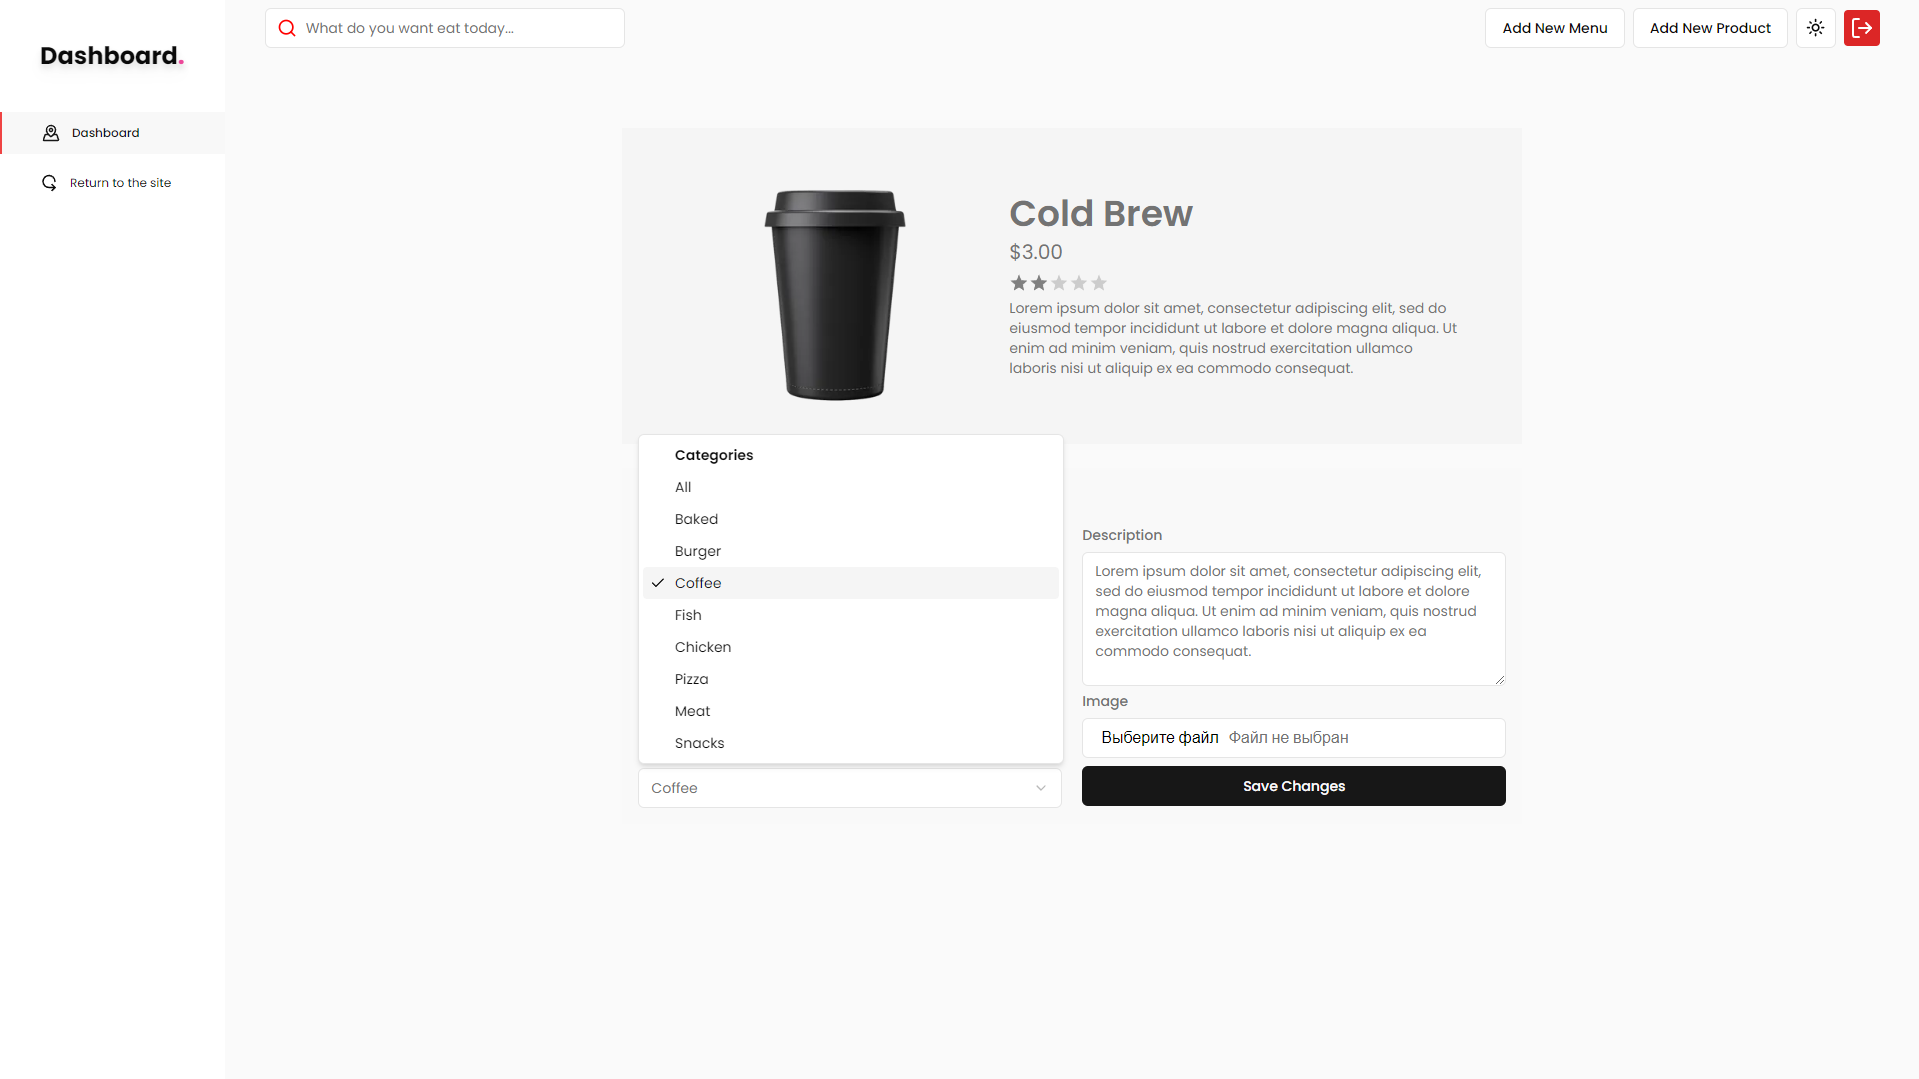 Dashboard.
Dashboard
Return to the site
What do you want eat today...
Add New Menu
Add New Product
Cold Brew
$3.00
Lorem ipsum dolor sit amet, consectetur adipiscing elit, sed do
eiusmod tempor incididunt ut labore et dolore magna aliqua. Ut
enim ad minim veniam, quis nostrud exercitation ullamco
laboris nisi ut aliquip ex ea commodo consequat.
Categories
All
Baked
Burger
Coffee
Fish
Chicken
Pizza
Meat
Snacks
Coffee
Description
Lorem ipsum dolor sit amet, consectetur adipiscing elit,
sed do eiusmod tempor incididunt ut labore et dolore
magna aliqua. Ut enim ad minim veniam, quis nostrud
exercitation ullamco laboris nisi ut aliquip ex ea
commodo consequat.
Image
Выберите файл Файл не выбран
Save Changes